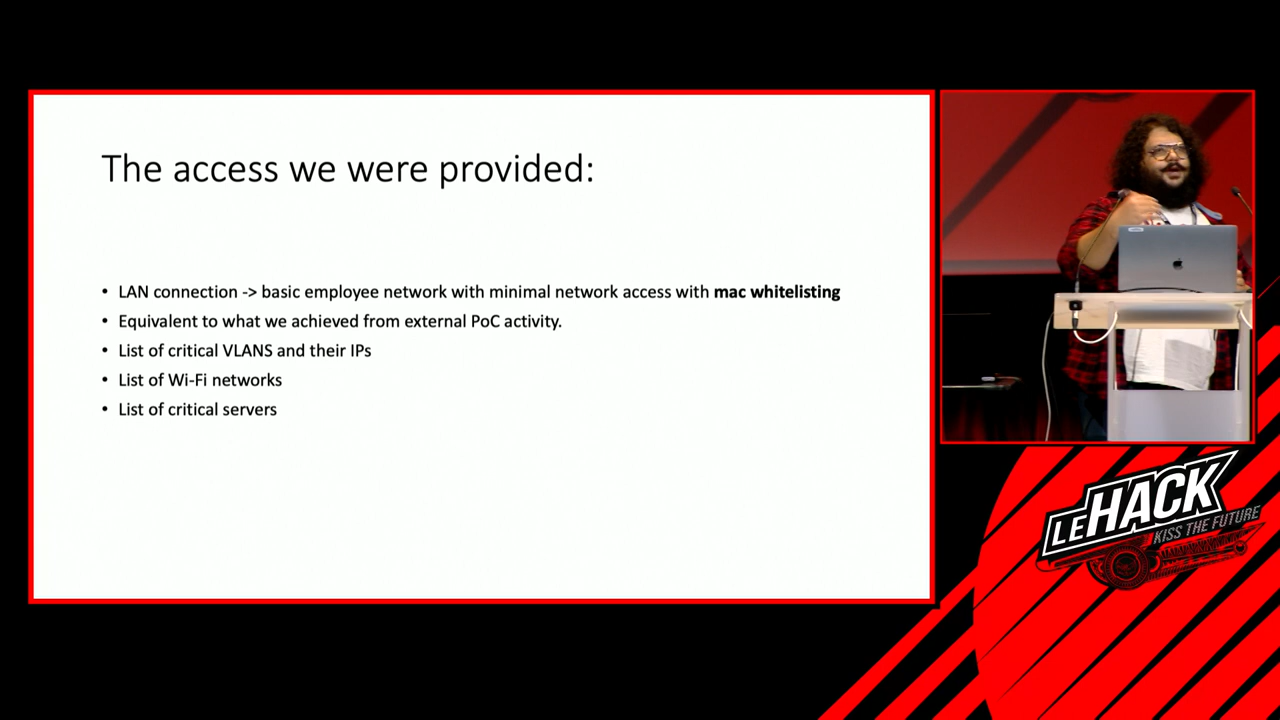 The access we were provided:
• LAN connection -> basic employee network with minimal network access with mac whitelisting
• Equivalent to what we achieved from external PoC activity.
• List of critical VLANS and their IPs
• List of Wi-Fi networks
• List of critical servers
LEHACK
KISS THE FUTURE